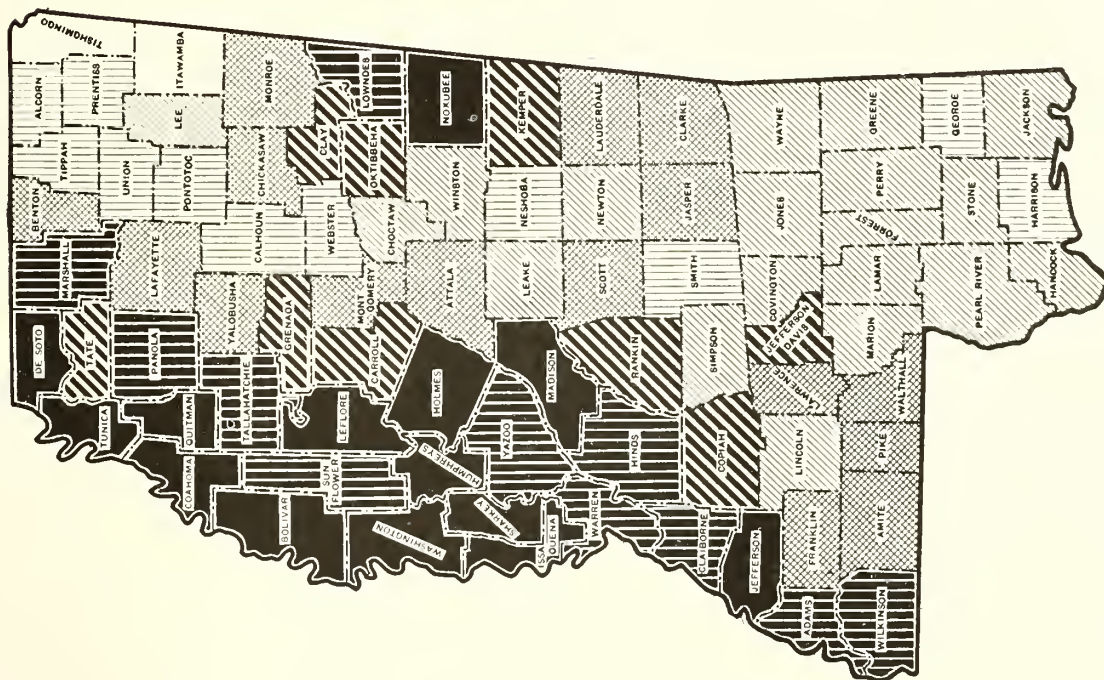 TISHOMINGO
ALCORN
PRENTISS
ITAWAMBA
TIPPAH
LEE
MONROE
LOWNDES
NOXUBEE
KEMPER
LAUDERDALE
CLARKE
WAYNE
GREENE
GEORGE
JACKSON
BENTON
UNION
PONTOTOC
CHICKASAW
CLAY
OKTIBBEHA
WINSTON
NESHOBA
NEWTON
JASPER
JONES
PERRY
FORREST
STONE
HARRISON
MARSHALL
LAFAYETTE
CALHOUN
WEBSTER
CHOCTAW
ATTALA
LEAKE
SCOTT
SMITH
COVINGTON
JEFFERSON
DAVIS
LAMAR
MARION
PEARL RIVER
HANCOCK
DE SOTO
TATE
PANOLA
YALOBUSHA
GRENADA
MONT
GOMERY
CARROLL
HOLMES
MADISON
RANKIN
SIMPSON
LAWRENCE
WALTHALL
TUNICA
QUITMAN
TALLAHATCHIE
LEFLORE
HUMPHREYS
YAZOO
HINDS
COPIAH
LINCOLN
PIKE
COAHOMA
BOLIVAR
SUN
FLOWER
WASHINGTON
SHARKEY
ISSA
QUENA
WARREN
CLAIBORNE
JEFFERSON
FRANKLIN
AMITE
ADAMS
WILKINSON